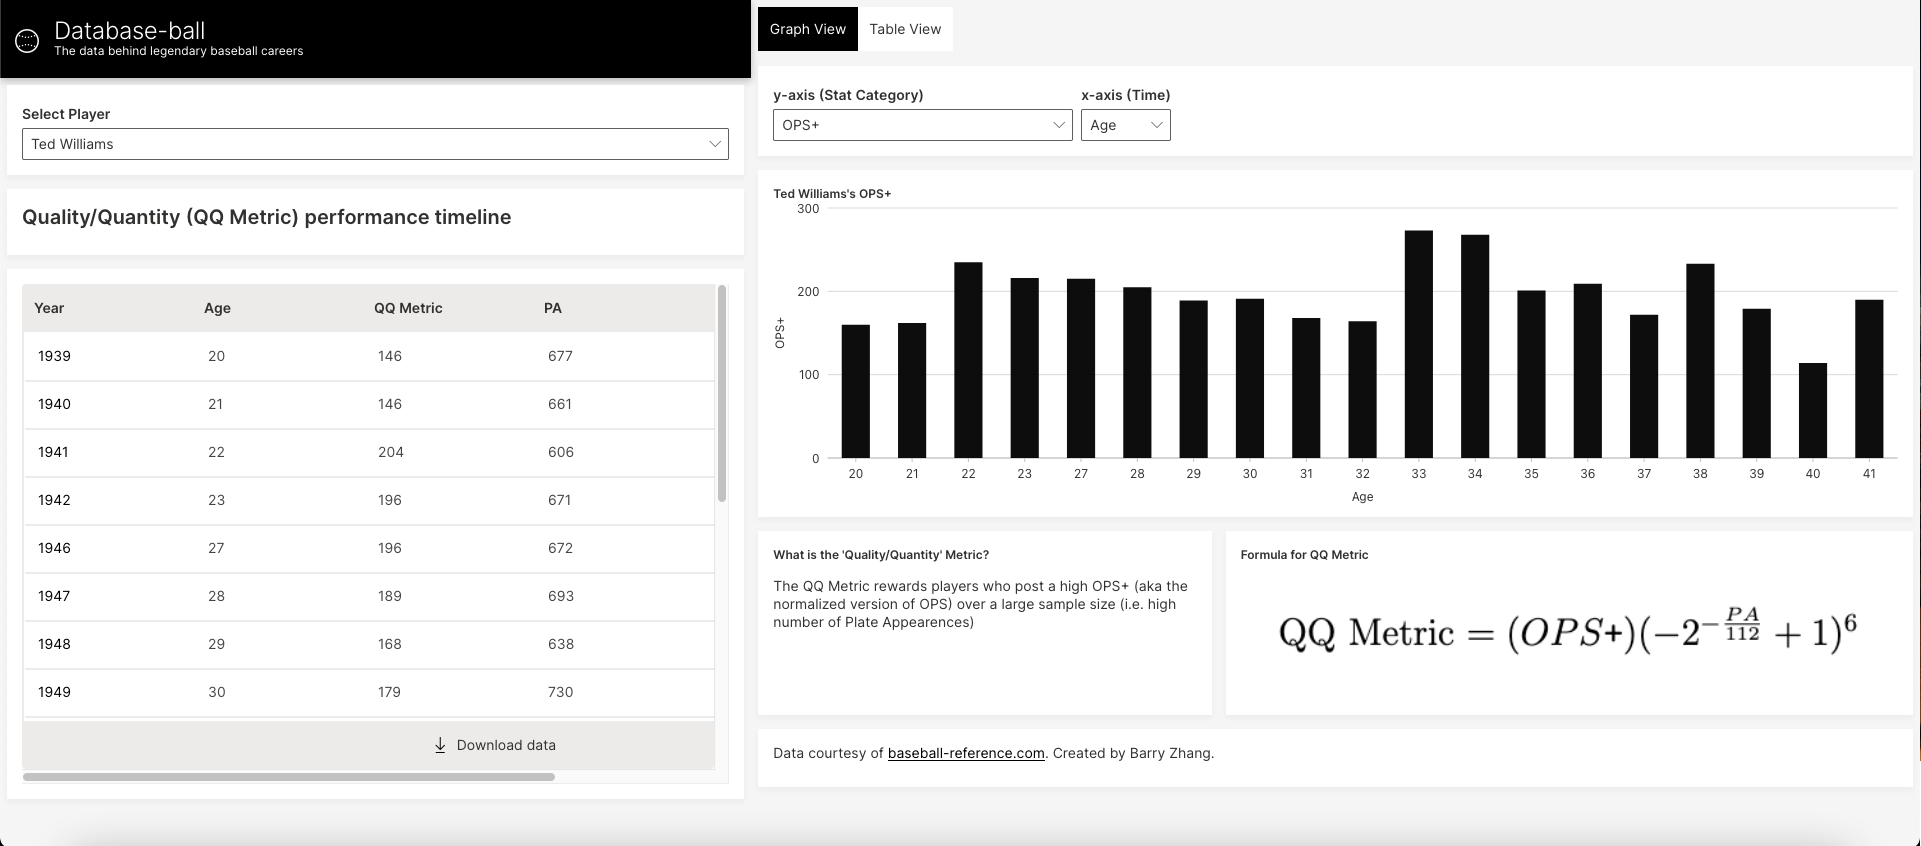 Database-ball
The data behind legendary baseball careers
Select Player
Ted Williams
Quality/Quantity (QQ Metric) performance timeline
Year Age QQ Metric PA
1939 20 146 677
1940 21 146 661
1941 22 204 606
1942 23 196 671
1946 27 196 672
1947 28 189 693
1948 29 168 638
1949 30 179 730
Download data
Graph View Table View
y-axis (Stat Category) x-axis (Time)
OPS+ Age
Ted Williams's OPS+
300
200
100
0
OPS+
20 21 22 23 27 28 29 30 31 32 33 34 35 36 37 38 39 40 41
Age
What is the 'Quality/Quantity' Metric?
The QQ Metric rewards players who post a high OPS+ (aka the
normalized version of OPS) over a large sample size (i.e. high
number of Plate Appearences)
Formula for QQ Metric
QQ Metric = (OPS+)(−2^{−PA/112} + 1)^6
Data courtesy of baseball-reference.com. Created by Barry Zhang.